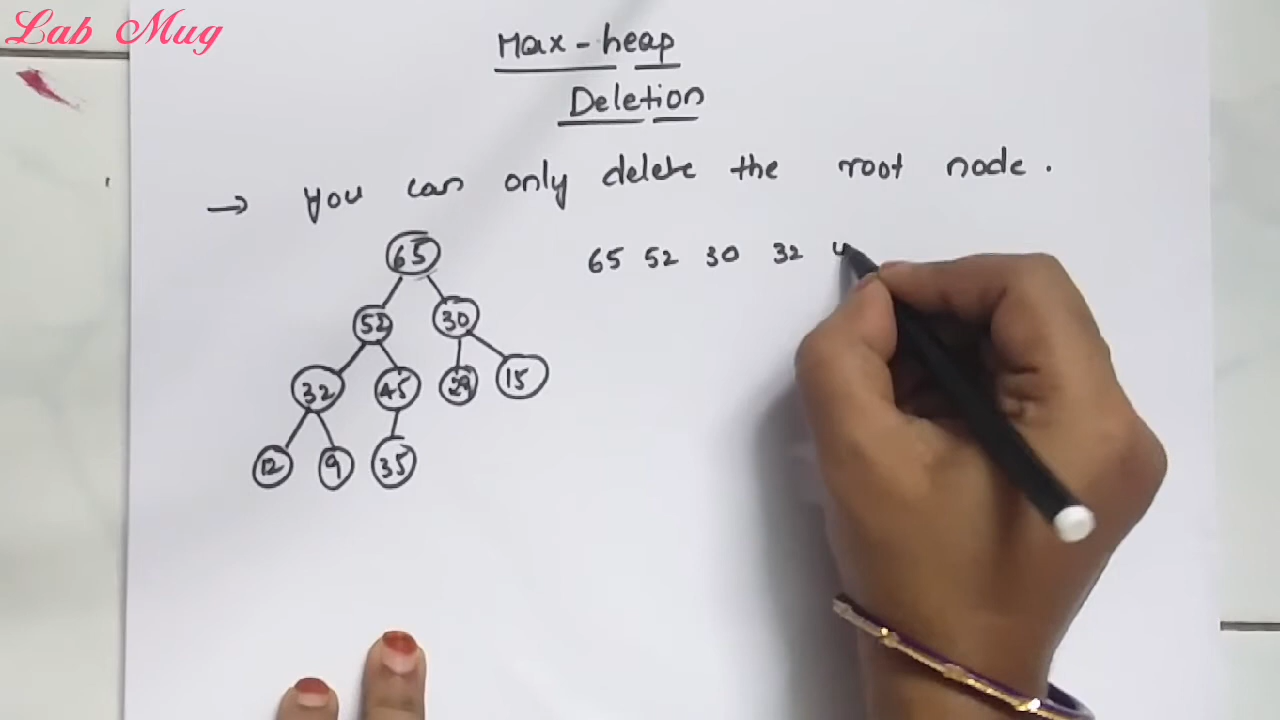 Lab Mug
Max-heap
Deletion
→ You can only delete the root node.
65 52 30 32 4
65
52 30
32 45 29 15
12 9 35